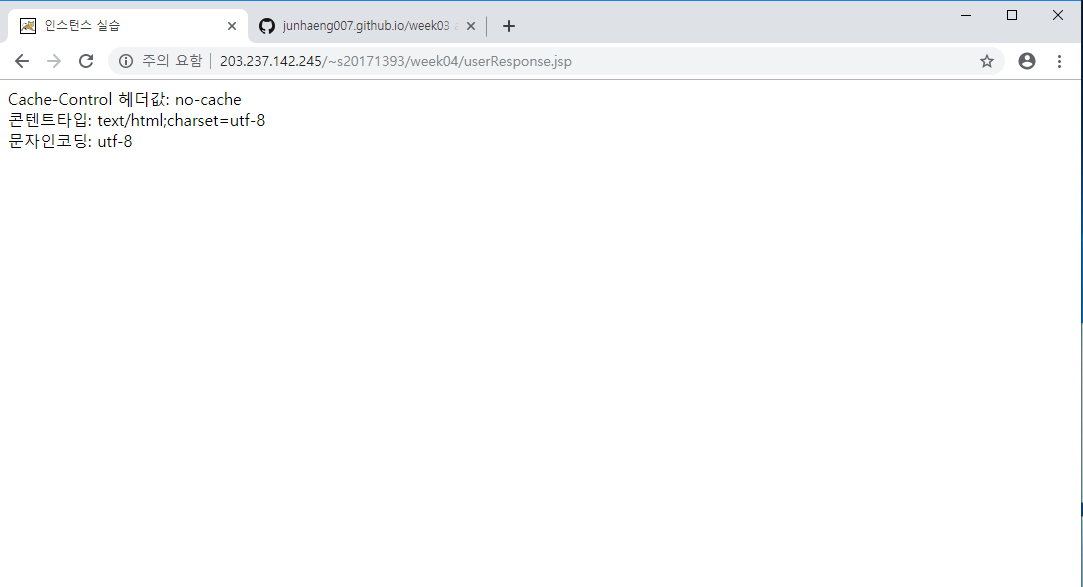 인스턴스 실습
junhaeng007.github.io/week03
주의 요함 203.237.142.245/~s20171393/week04/userResponse.jsp
Cache-Control 헤더값: no-cache
콘텐트타입: text/html;charset=utf-8
문자인코딩: utf-8